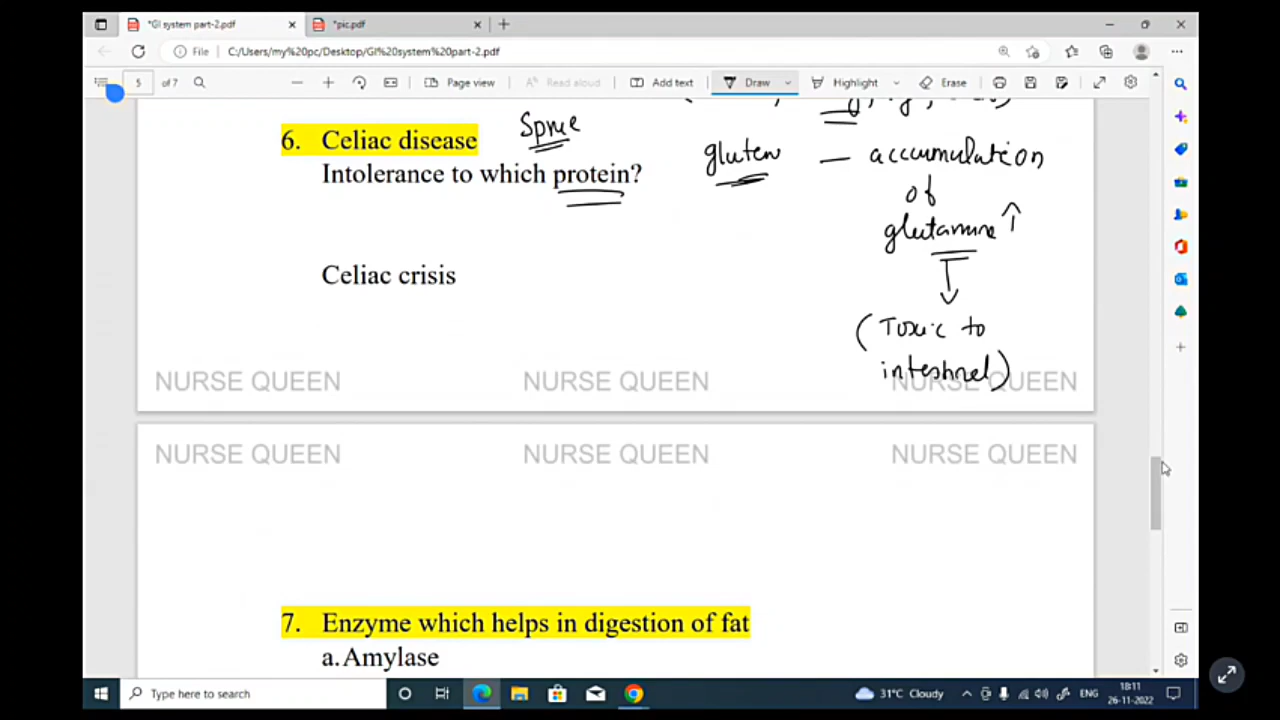 *GI system part-2.pdf
*pic.pdf
File
C:/Users/my%20pc/Desktop/GI%20system%20part-2.pdf
5 of 7
Page view
Read aloud
Add text
Draw
Highlight
Erase
6. Celiac disease
Sprue
Intolerance to which protein?
gluten — accumulation
of
glutamine ↑
Celiac crisis
(Toxic to
intestinal)
NURSE QUEEN NURSE QUEEN NURSE QUEEN
NURSE QUEEN NURSE QUEEN NURSE QUEEN
7. Enzyme which helps in digestion of fat
a. Amylase
Type here to search
31°C Cloudy
ENG
18:11
26-11-2022